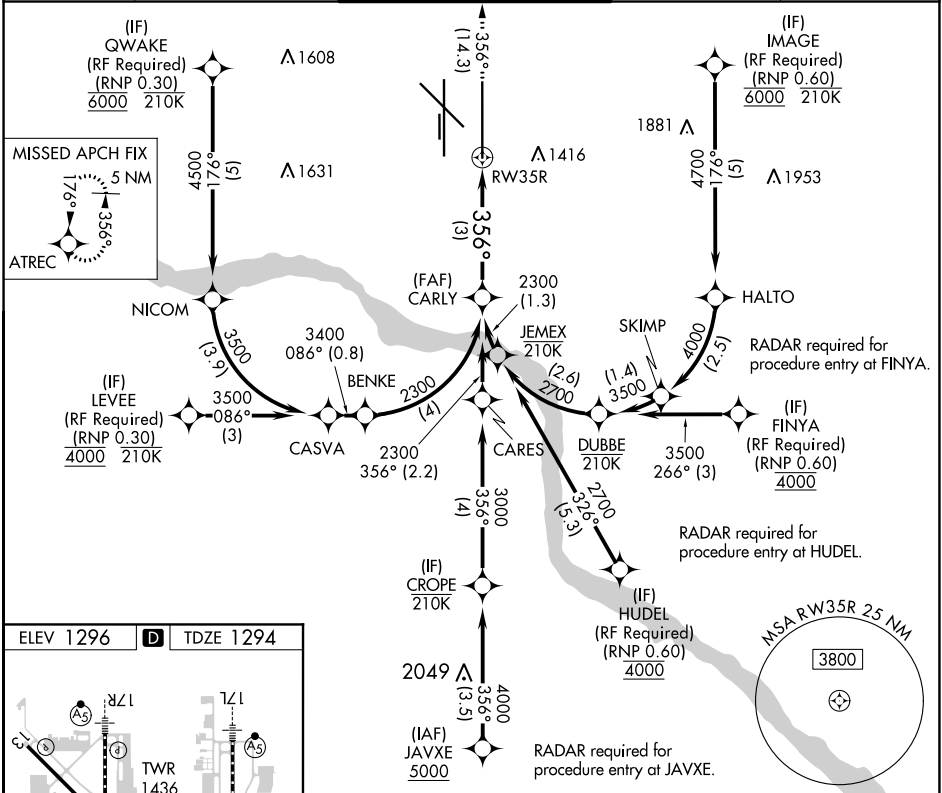 (IF)
QWAKE
(RF Required)
(RNP 0.30)
6000 210K
1608
356°
(14.3)
(IF)
IMAGE
(RF Required)
(RNP 0.60)
6000 210K
MISSED APCH FIX
5 NM
176°
356°
ATREC
4500
176°
(5)
1631
1416
RW35R
1881
4700
176°
(5)
1953
356°
(3)
NICOM
(FAF)
CARLY
2300
(1.3)
HALTO
3500
(3.9)
3400
086° (0.8)
JEMEX
210K
SKIMP
4000
(2.5)
RADAR required for
procedure entry at FINYA.
(IF)
LEVEE
(RF Required)
(RNP 0.30)
4000 210K
3500
086°
(3)
BENKE
2300
(4)
(2.6)
2700
(1.4)
3500
CASVA
2300
356° (2.2)
CARES
DUBBE
210K
3500
266° (3)
(IF)
FINYA
(RF Required)
(RNP 0.60)
4000
3000
356°
(4)
2700
326°
(5.3)
RADAR required for
procedure entry at HUDEL.
(IF)
CROPE
210K
(IF)
HUDEL
(RF Required)
(RNP 0.60)
4000
MSA RW35R 25 NM
3800
ELEV 1296 D TDZE 1294
2049
4000
356°
(3.5)
(IAF)
JAVXE
5000
RADAR required for
procedure entry at JAVXE.
17R
17L
A5
A5
13
P
P
TWR
1436